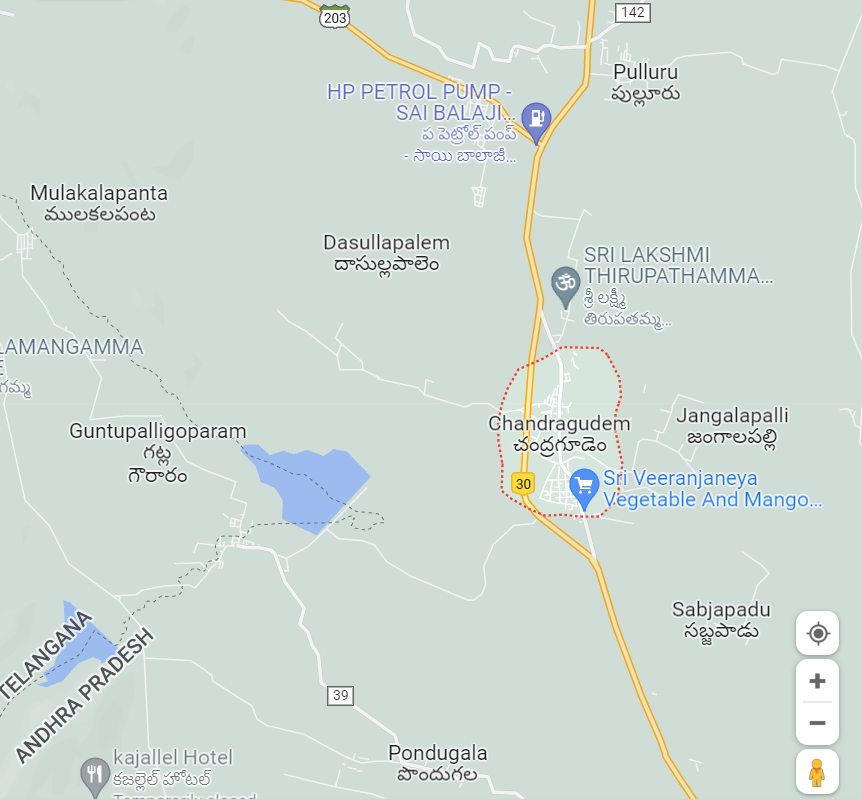 203
142
Pulluru
పుల్లూరు
HP PETROL PUMP -
SAI BALAJI...
ప పెట్రోల్ పంప్
- సాయి బాలాజీ...
Mulakalapanta
ములకలపంట
Dasullapalem
దాసుల్లపాలెం
SRI LAKSHMI
THIRUPATHAMMA...
శ్రీ లక్ష్మీ
తిరుపతమ్మ...
LAMANGAMMA
E
గమ్మ
Guntupalligoparam
గట్ల
గౌరారం
Chandragudem
చంద్రగూడెం
Jangalapalli
జంగాలపల్లి
30
Sri Veeranjaneya
Vegetable And Mango...
Sabjapadu
సబ్జపాడు
TELANGANA
ANDHRA PRADESH
39
Pondugala
పొందుగల
kajallel Hotel
కజల్లెల్ హోటల్
Temporarily closed